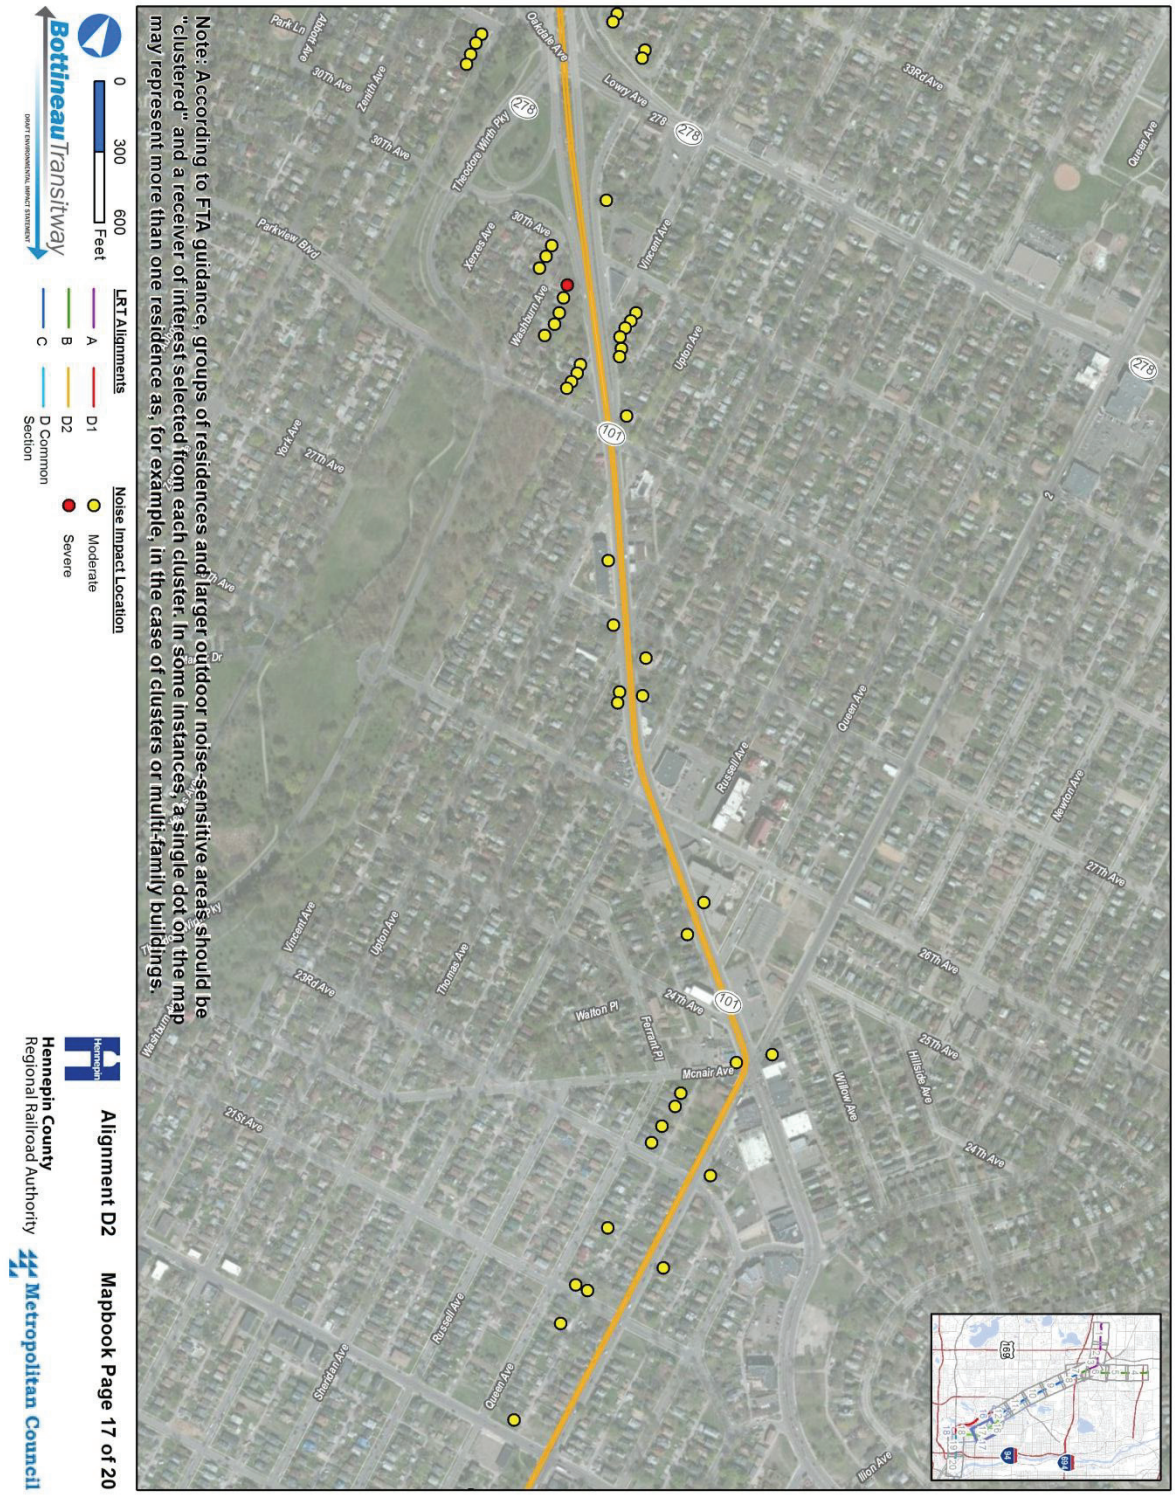 Park Ln
Abbott Ave
30Th Ave
Zenith Ave
30Th Ave
Oakdale Ave
Lowry Ave
278
278
278
33Rd Ave
Queen Ave
Theodore Wirth Pky
Parkview Blvd
Xerxes Ave
30Th Ave
Vincent Ave
Washburn Ave
Upton Ave
278
101
York Ave
27Th Ave
2
Queen Ave
Russell Ave
Newton Ave
27Th Ave
Vincent Ave
Upton Ave
Thomas Ave
23Rd Ave
26Th Ave
101
24Th Ave
Walton Pl
Ferrant Pl
Mcnair Ave
25Th Ave
Hillside Ave
Willow Ave
24Th Ave
21St Ave
Russell Ave
Sheridan Ave
Queen Ave
Ilion Ave
169
94
694
Note: According to FTA guidance, groups of residences and larger outdoor noise-sensitive areas should be
"clustered" and a receiver of interest selected from each cluster. In some instances, a single dot on the map
may represent more than one residence as, for example, in the case of clusters or multi-family buildings.
0 300 600
Feet
BottineauTransitway
DRAFT ENVIRONMENTAL IMPACT STATEMENT
LRT Alignments
A
B
C
D1
D2
D Common
Section
Noise Impact Location
Moderate
Severe
Hennepin
Hennepin County
Regional Railroad Authority
Alignment D2
Mapbook Page 17 of 20
Metropolitan Council